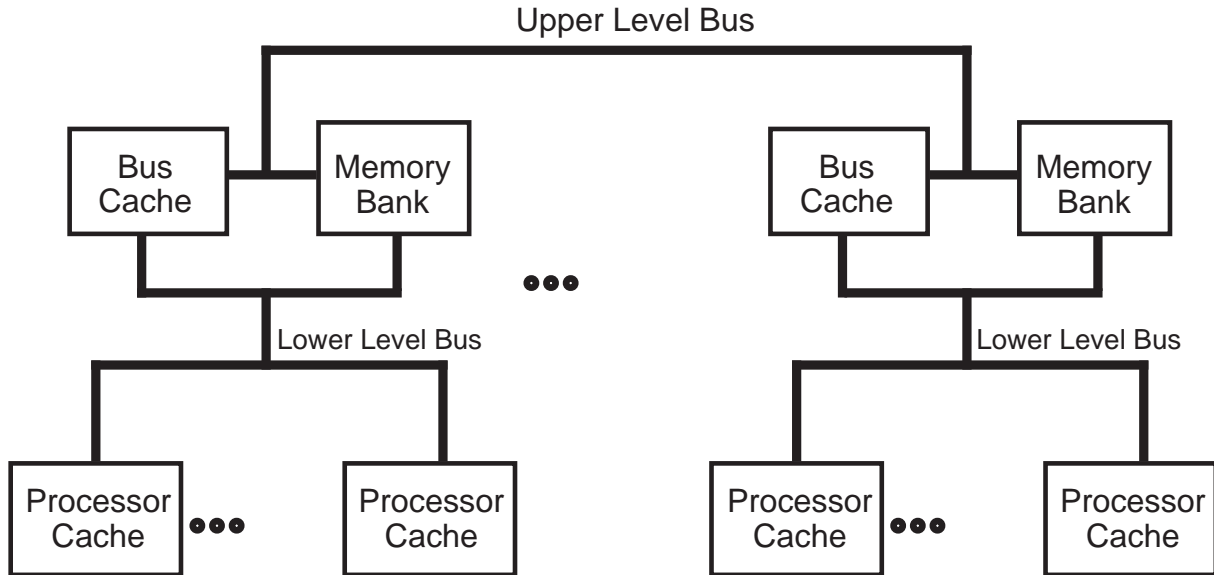 Upper Level Bus
Bus
Cache
Memory
Bank
Bus
Cache
Memory
Bank
Lower Level Bus
Lower Level Bus
Processor
Cache
Processor
Cache
Processor
Cache
Processor
Cache